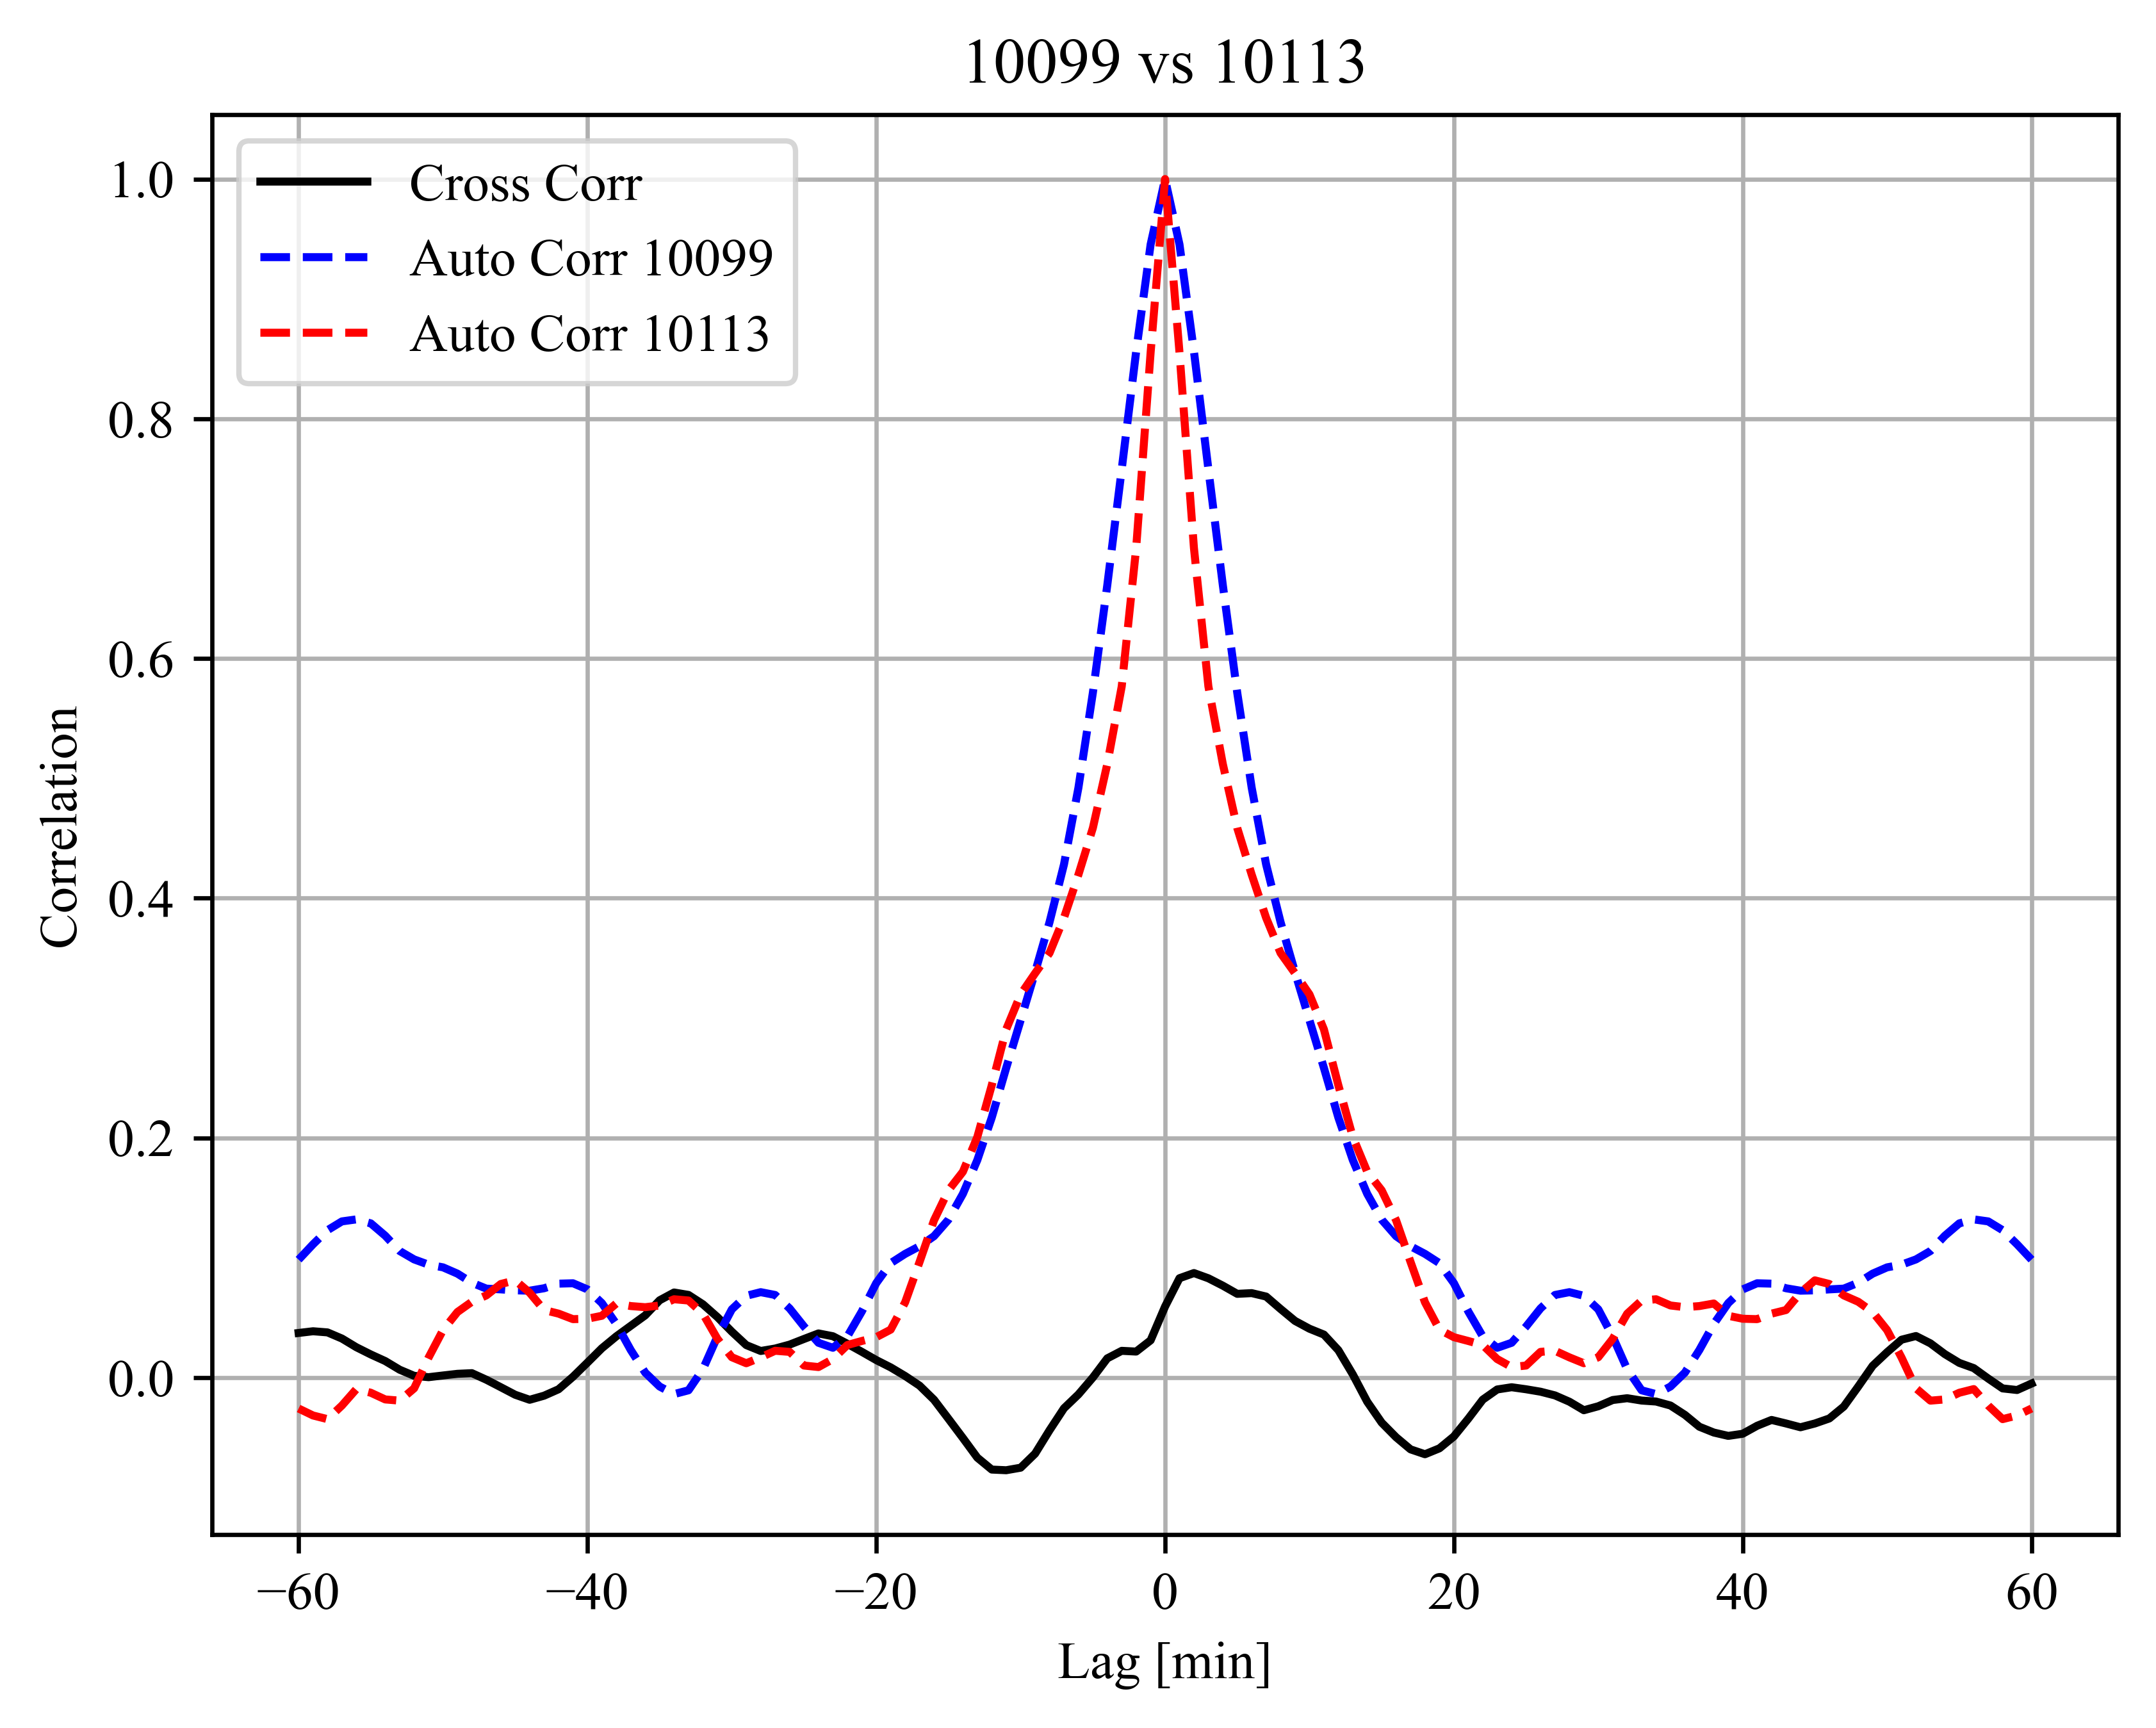 10099 vs 10113
Cross Corr
Auto Corr 10099
Auto Corr 10113
1.0
0.8
0.6
0.4
0.2
0.0
Correlation
−60
−40
−20
0
20
40
60
Lag [min]